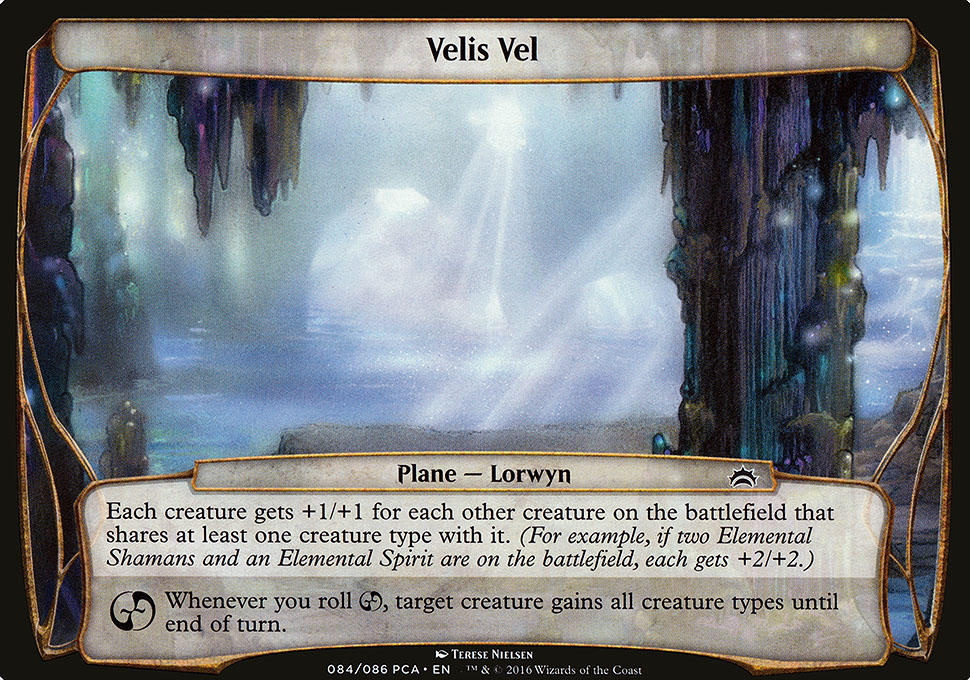 Velis Vel
Plane — Lorwyn
Each creature gets +1/+1 for each other creature on the battlefield that
shares at least one creature type with it. (For example, if two Elemental
Shamans and an Elemental Spirit are on the battlefield, each gets +2/+2.)
Whenever you roll , target creature gains all creature types until
end of turn.
Terese Nielsen
084/086 PCA • EN ™ & © 2016 Wizards of the Coast